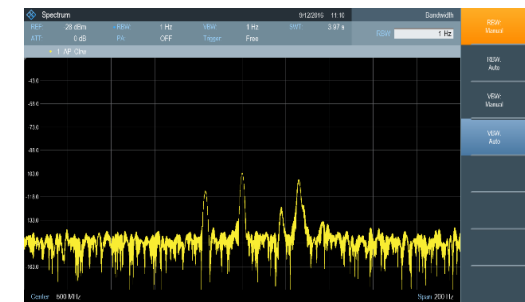 Spectrum 9/12/2016 11:10 Bandwidth
REF: 28 dBm RBW: 1 Hz VBW: 1 Hz SWT: 3.97 s
ATT: 0 dB PA: OFF Trigger: Free RBW: 1 Hz
1 AP Clrw
RBW:
Manual
RBW:
Auto
VBW:
Manual
VBW:
Auto
Center 500 MHz Span 200 Hz